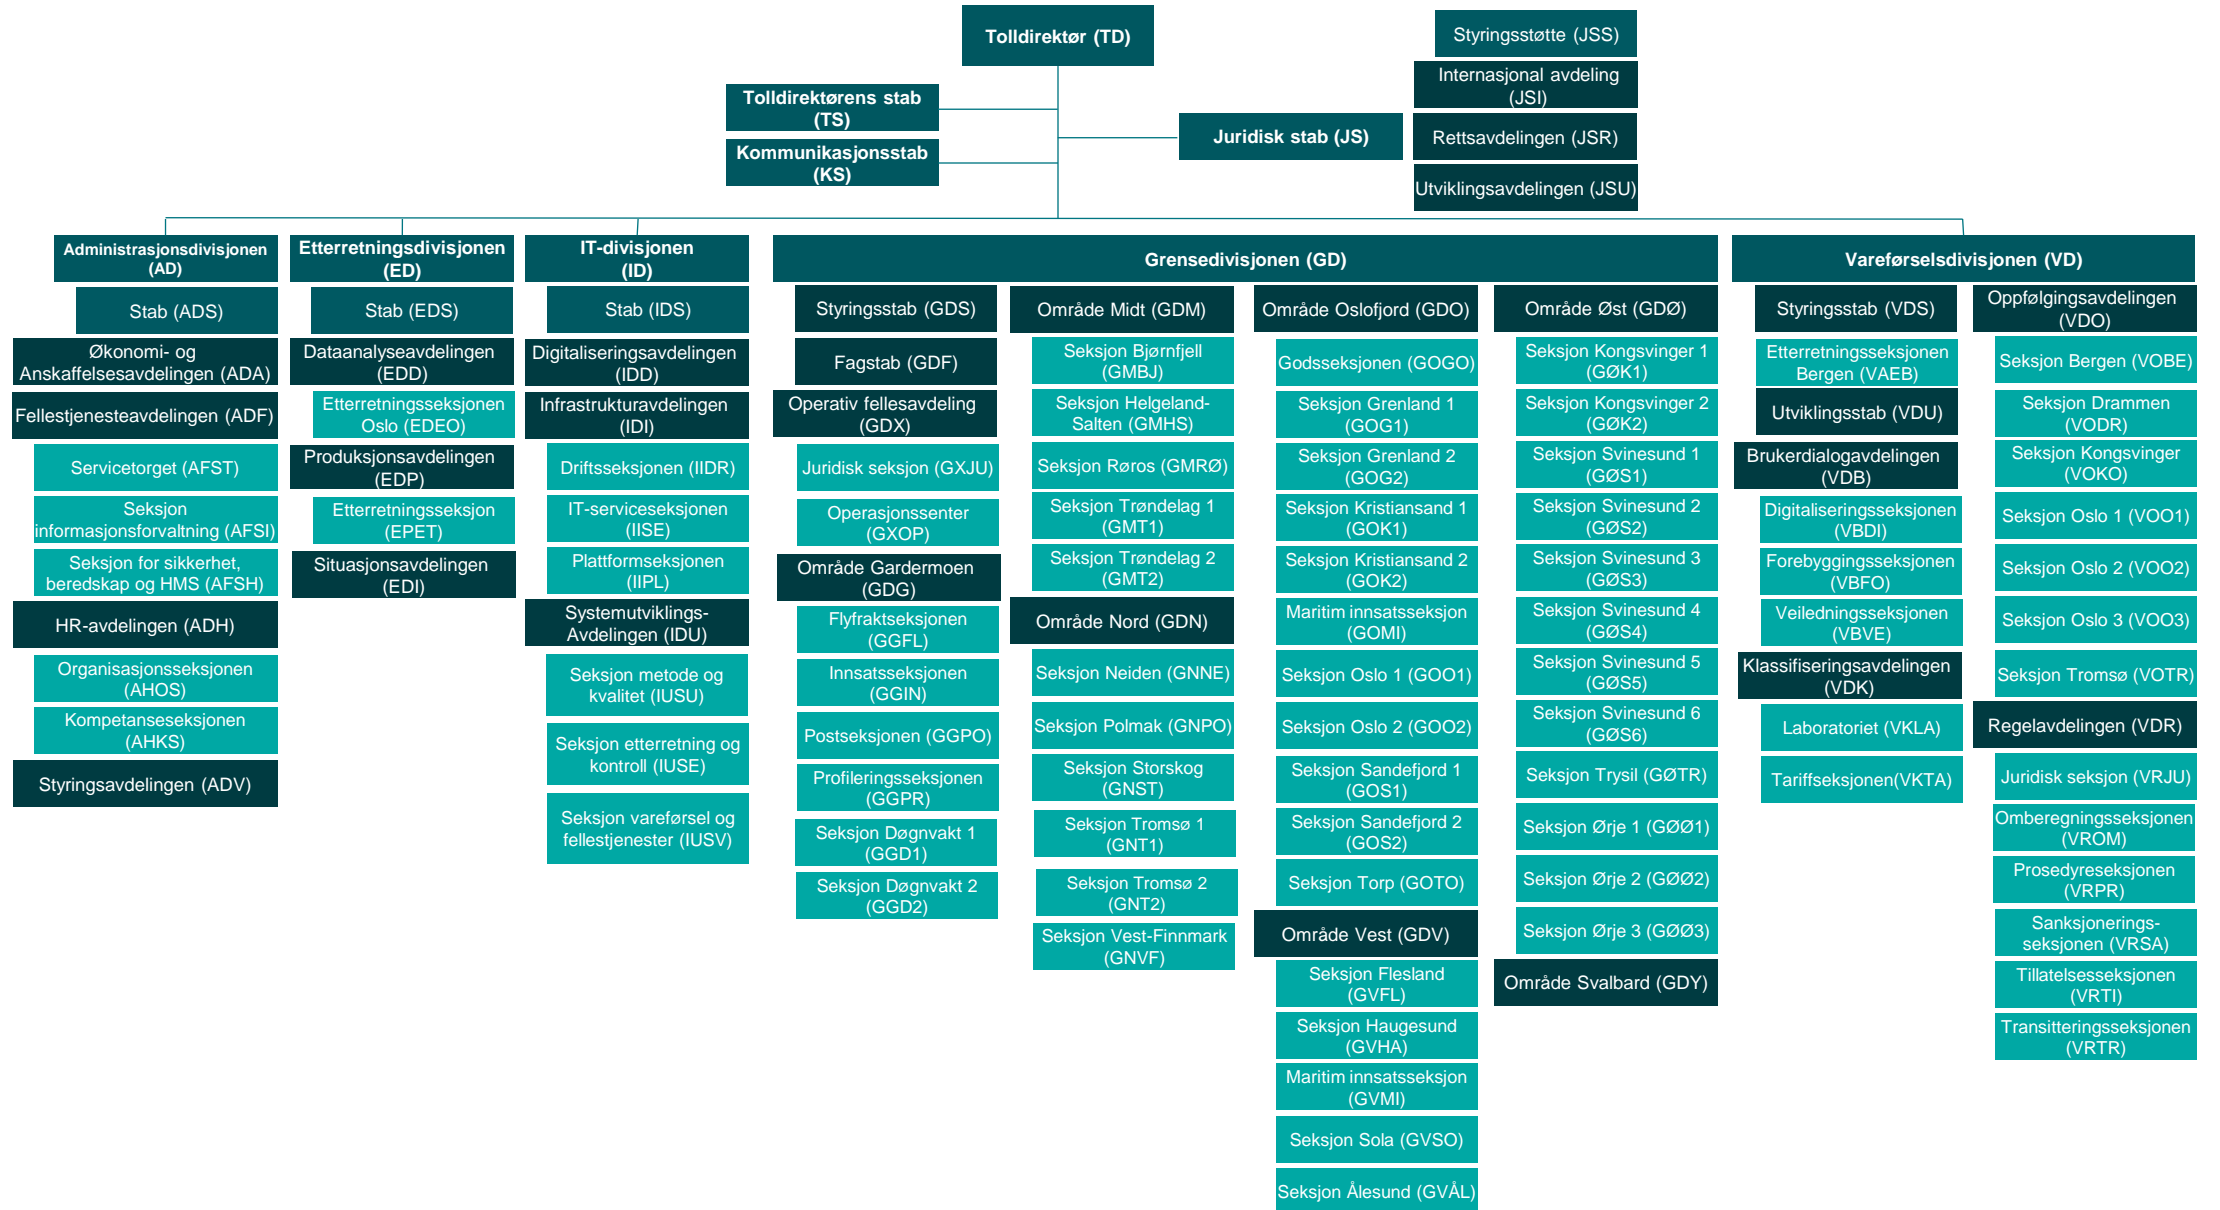 Tolldirektør (TD)
Tolldirektørens stab
(TS)
Kommunikasjonsstab
(KS)
Juridisk stab (JS)
Styringsstøtte (JSS)
Internasjonal avdeling
(JSI)
Rettsavdelingen (JSR)
Utviklingsavdelingen (JSU)
Administrasjonsdivisjonen
(AD)
Stab (ADS)
Økonomi- og
Anskaffelsesavdelingen (ADA)
Fellestjenesteavdelingen (ADF)
Servicetorget (AFST)
Seksjon
informasjonsforvaltning (AFSI)
Seksjon for sikkerhet,
beredskap og HMS (AFSH)
HR-avdelingen (ADH)
Organisasjonsseksjonen
(AHOS)
Kompetanseseksjonen
(AHKS)
Styringsavdelingen (ADV)
Etterretningsdivisjonen
(ED)
Stab (EDS)
Dataanalyseavdelingen
(EDD)
Etterretningsseksjonen
Oslo (EDEO)
Produksjonsavdelingen
(EDP)
Etterretningsseksjon
(EPET)
Situasjonsavdelingen
(EDI)
IT-divisjonen
(ID)
Stab (IDS)
Digitaliseringsavdelingen
(IDD)
Infrastrukturavdelingen
(IDI)
Driftsseksjonen (IIDR)
IT-serviceseksjonen
(IISE)
Plattformseksjonen
(IIPL)
Systemutviklings-
Avdelingen (IDU)
Seksjon metode og
kvalitet (IUSU)
Seksjon etterretning og
kontroll (IUSE)
Seksjon vareførsel og
fellestjenester (IUSV)
Grensedivisjonen (GD)
Styringsstab (GDS)
Fagstab (GDF)
Operativ fellesavdeling
(GDX)
Juridisk seksjon (GXJU)
Operasjonssenter
(GXOP)
Område Gardermoen
(GDG)
Flyfraktseksjonen
(GGFL)
Innsatsseksjonen
(GGIN)
Postseksjonen (GGPO)
Profileringsseksjonen
(GGPR)
Seksjon Døgnvakt 1
(GGD1)
Seksjon Døgnvakt 2
(GGD2)
Område Midt (GDM)
Seksjon Bjørnfjell
(GMBJ)
Seksjon Helgeland-
Salten (GMHS)
Seksjon Røros (GMRØ)
Seksjon Trøndelag 1
(GMT1)
Seksjon Trøndelag 2
(GMT2)
Område Nord (GDN)
Seksjon Neiden (GNNE)
Seksjon Polmak (GNPO)
Seksjon Storskog
(GNST)
Seksjon Tromsø 1
(GNT1)
Seksjon Tromsø 2
(GNT2)
Seksjon Vest-Finnmark
(GNVF)
Område Oslofjord (GDO)
Godsseksjonen (GOGO)
Seksjon Grenland 1
(GOG1)
Seksjon Grenland 2
(GOG2)
Seksjon Kristiansand 1
(GOK1)
Seksjon Kristiansand 2
(GOK2)
Maritim innsatsseksjon
(GOMI)
Seksjon Oslo 1 (GOO1)
Seksjon Oslo 2 (GOO2)
Seksjon Sandefjord 1
(GOS1)
Seksjon Sandefjord 2
(GOS2)
Seksjon Torp (GOTO)
Område Vest (GDV)
Seksjon Flesland
(GVFL)
Seksjon Haugesund
(GVHA)
Maritim innsatsseksjon
(GVMI)
Seksjon Sola (GVSO)
Seksjon Ålesund (GVÅL)
Område Øst (GDØ)
Seksjon Kongsvinger 1
(GØK1)
Seksjon Kongsvinger 2
(GØK2)
Seksjon Svinesund 1
(GØS1)
Seksjon Svinesund 2
(GØS2)
Seksjon Svinesund 3
(GØS3)
Seksjon Svinesund 4
(GØS4)
Seksjon Svinesund 5
(GØS5)
Seksjon Svinesund 6
(GØS6)
Seksjon Trysil (GØTR)
Seksjon Ørje 1 (GØØ1)
Seksjon Ørje 2 (GØØ2)
Seksjon Ørje 3 (GØØ3)
Område Svalbard (GDY)
Vareførselsdivisjonen (VD)
Styringsstab (VDS)
Etterretningsseksjonen
Bergen (VAEB)
Utviklingsstab (VDU)
Brukerdialogavdelingen
(VDB)
Digitaliseringsseksjonen
(VBDI)
Forebyggingsseksjonen
(VBFO)
Veiledningsseksjonen
(VBVE)
Klassifiseringsavdelingen
(VDK)
Laboratoriet (VKLA)
Tariffseksjonen(VKTA)
Oppfølgingsavdelingen
(VDO)
Seksjon Bergen (VOBE)
Seksjon Drammen
(VODR)
Seksjon Kongsvinger
(VOKO)
Seksjon Oslo 1 (VOO1)
Seksjon Oslo 2 (VOO2)
Seksjon Oslo 3 (VOO3)
Seksjon Tromsø (VOTR)
Regelavdelingen (VDR)
Juridisk seksjon (VRJU)
Omberegningsseksjonen
(VROM)
Prosedyreseksjonen
(VRPR)
Sanksjonerings-
seksjonen (VRSA)
Tillatelsesseksjonen
(VRTI)
Transitteringsseksjonen
(VRTR)